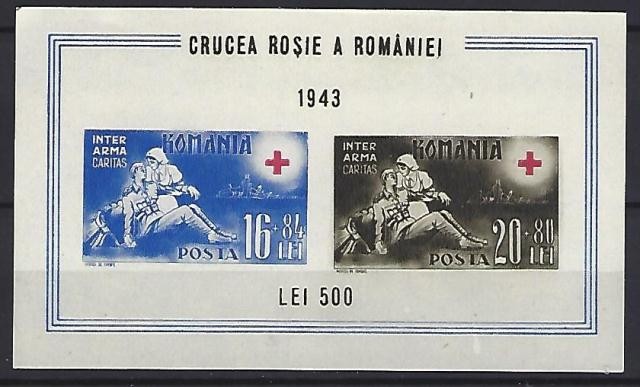 CRUCEA ROȘIE A ROMÂNIEI
1943
INTER
ARMA
CARITAS
ROMANIA
16+84
LEI
POSTA
INTER
ARMA
CARITAS
ROMANIA
20+80
LEI
POSTA
LEI 500